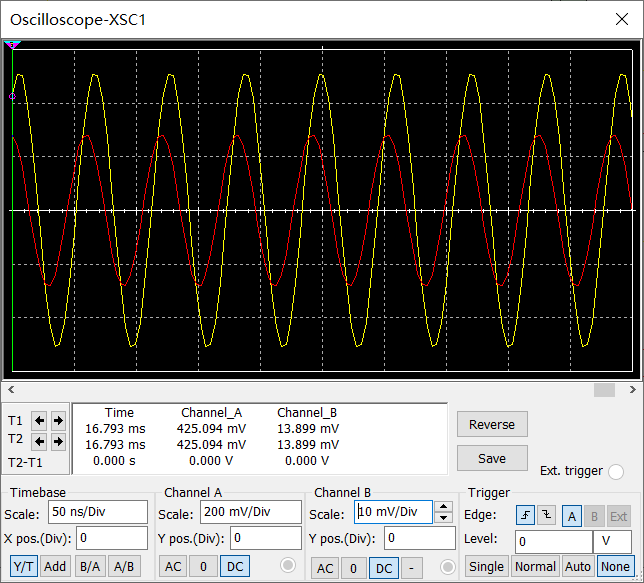 Oscilloscope-XSC1
Time Channel_A Channel_B
T1 16.793 ms 425.094 mV 13.899 mV
T2 16.793 ms 425.094 mV 13.899 mV
T2-T1 0.000 s 0.000 V 0.000 V
Reverse
Save
Ext. trigger
Timebase Channel A Channel B Trigger
Scale: 50 ns/Div Scale: 200 mV/Div Scale: 10 mV/Div Edge: A B Ext
X pos.(Div): 0 Y pos.(Div): 0 Y pos.(Div): 0 Level: 0 V
Y/T Add B/A A/B AC 0 DC AC 0 DC - Single Normal Auto None